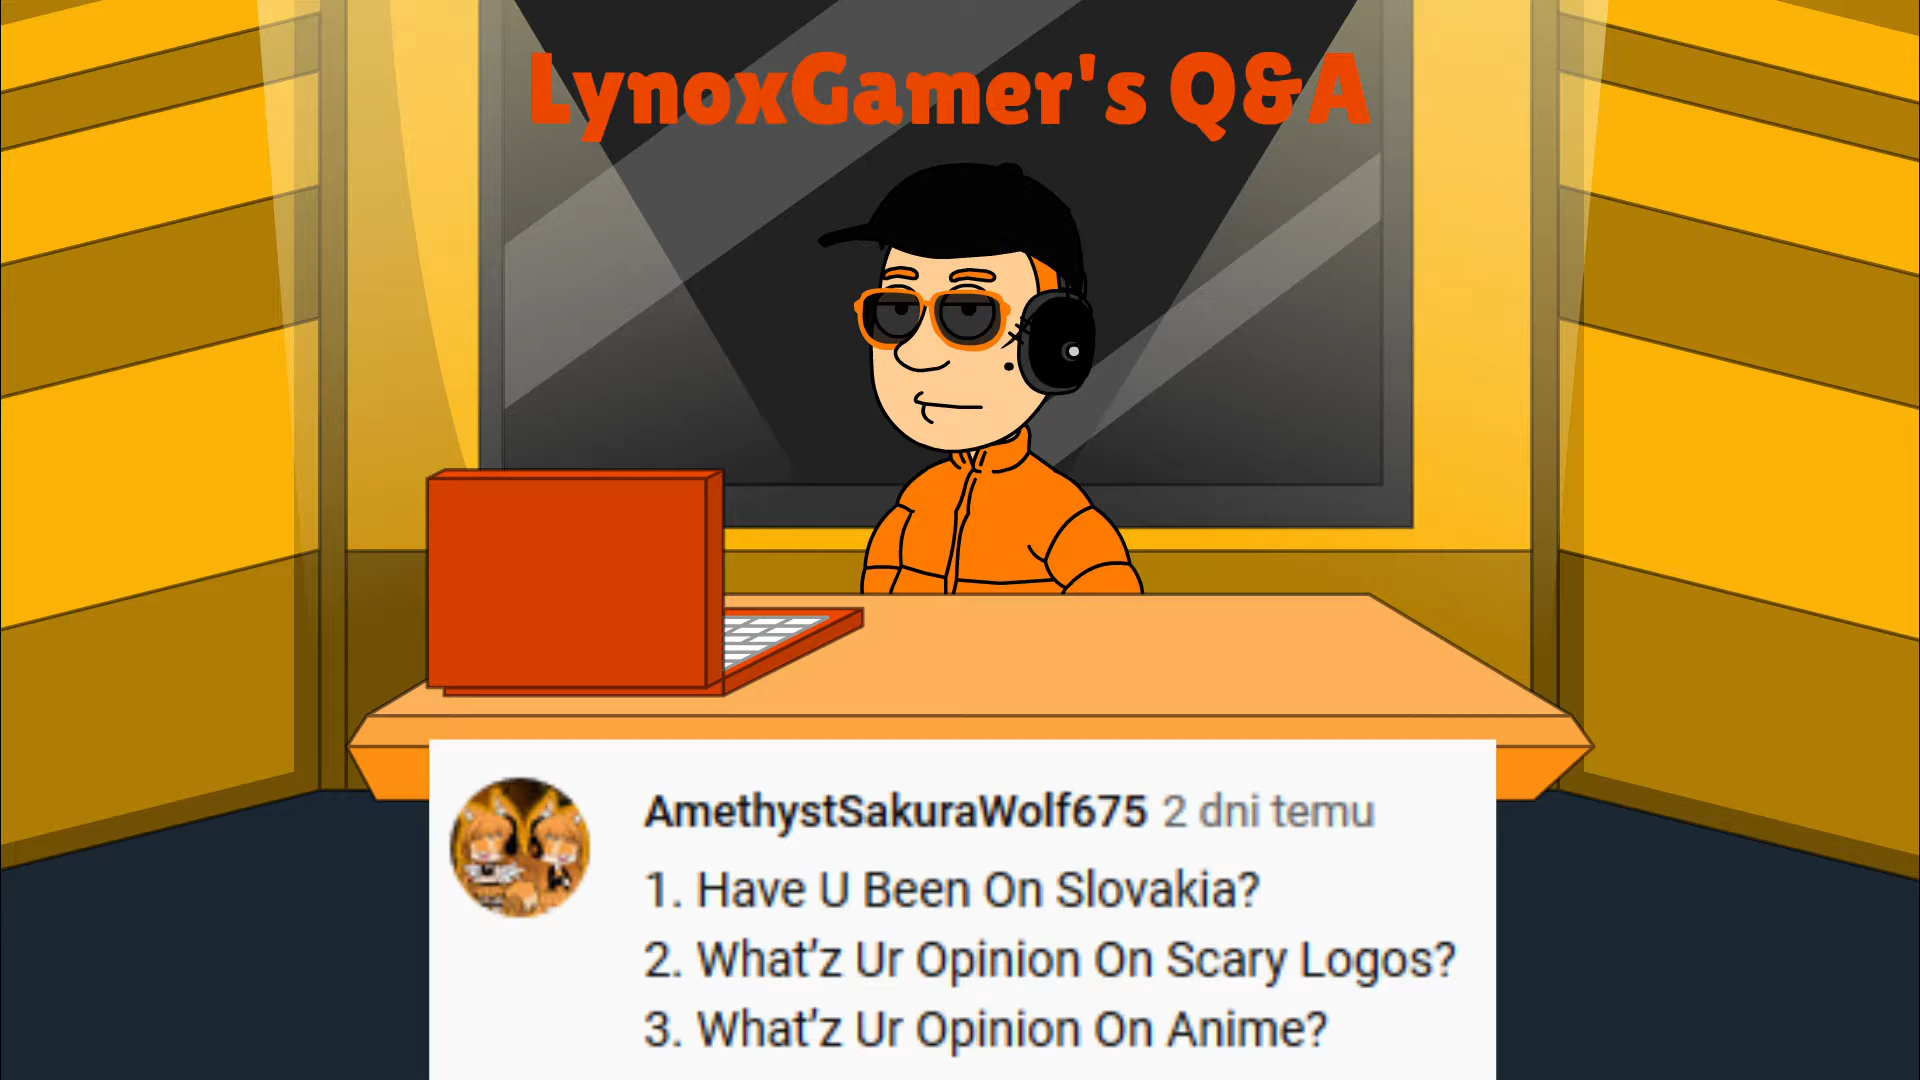 LynoxGamer's Q&A
AmethystSakuraWolf675 2 dni temu
1. Have U Been On Slovakia?
2. What’z Ur Opinion On Scary Logos?
3. What’z Ur Opinion On Anime?